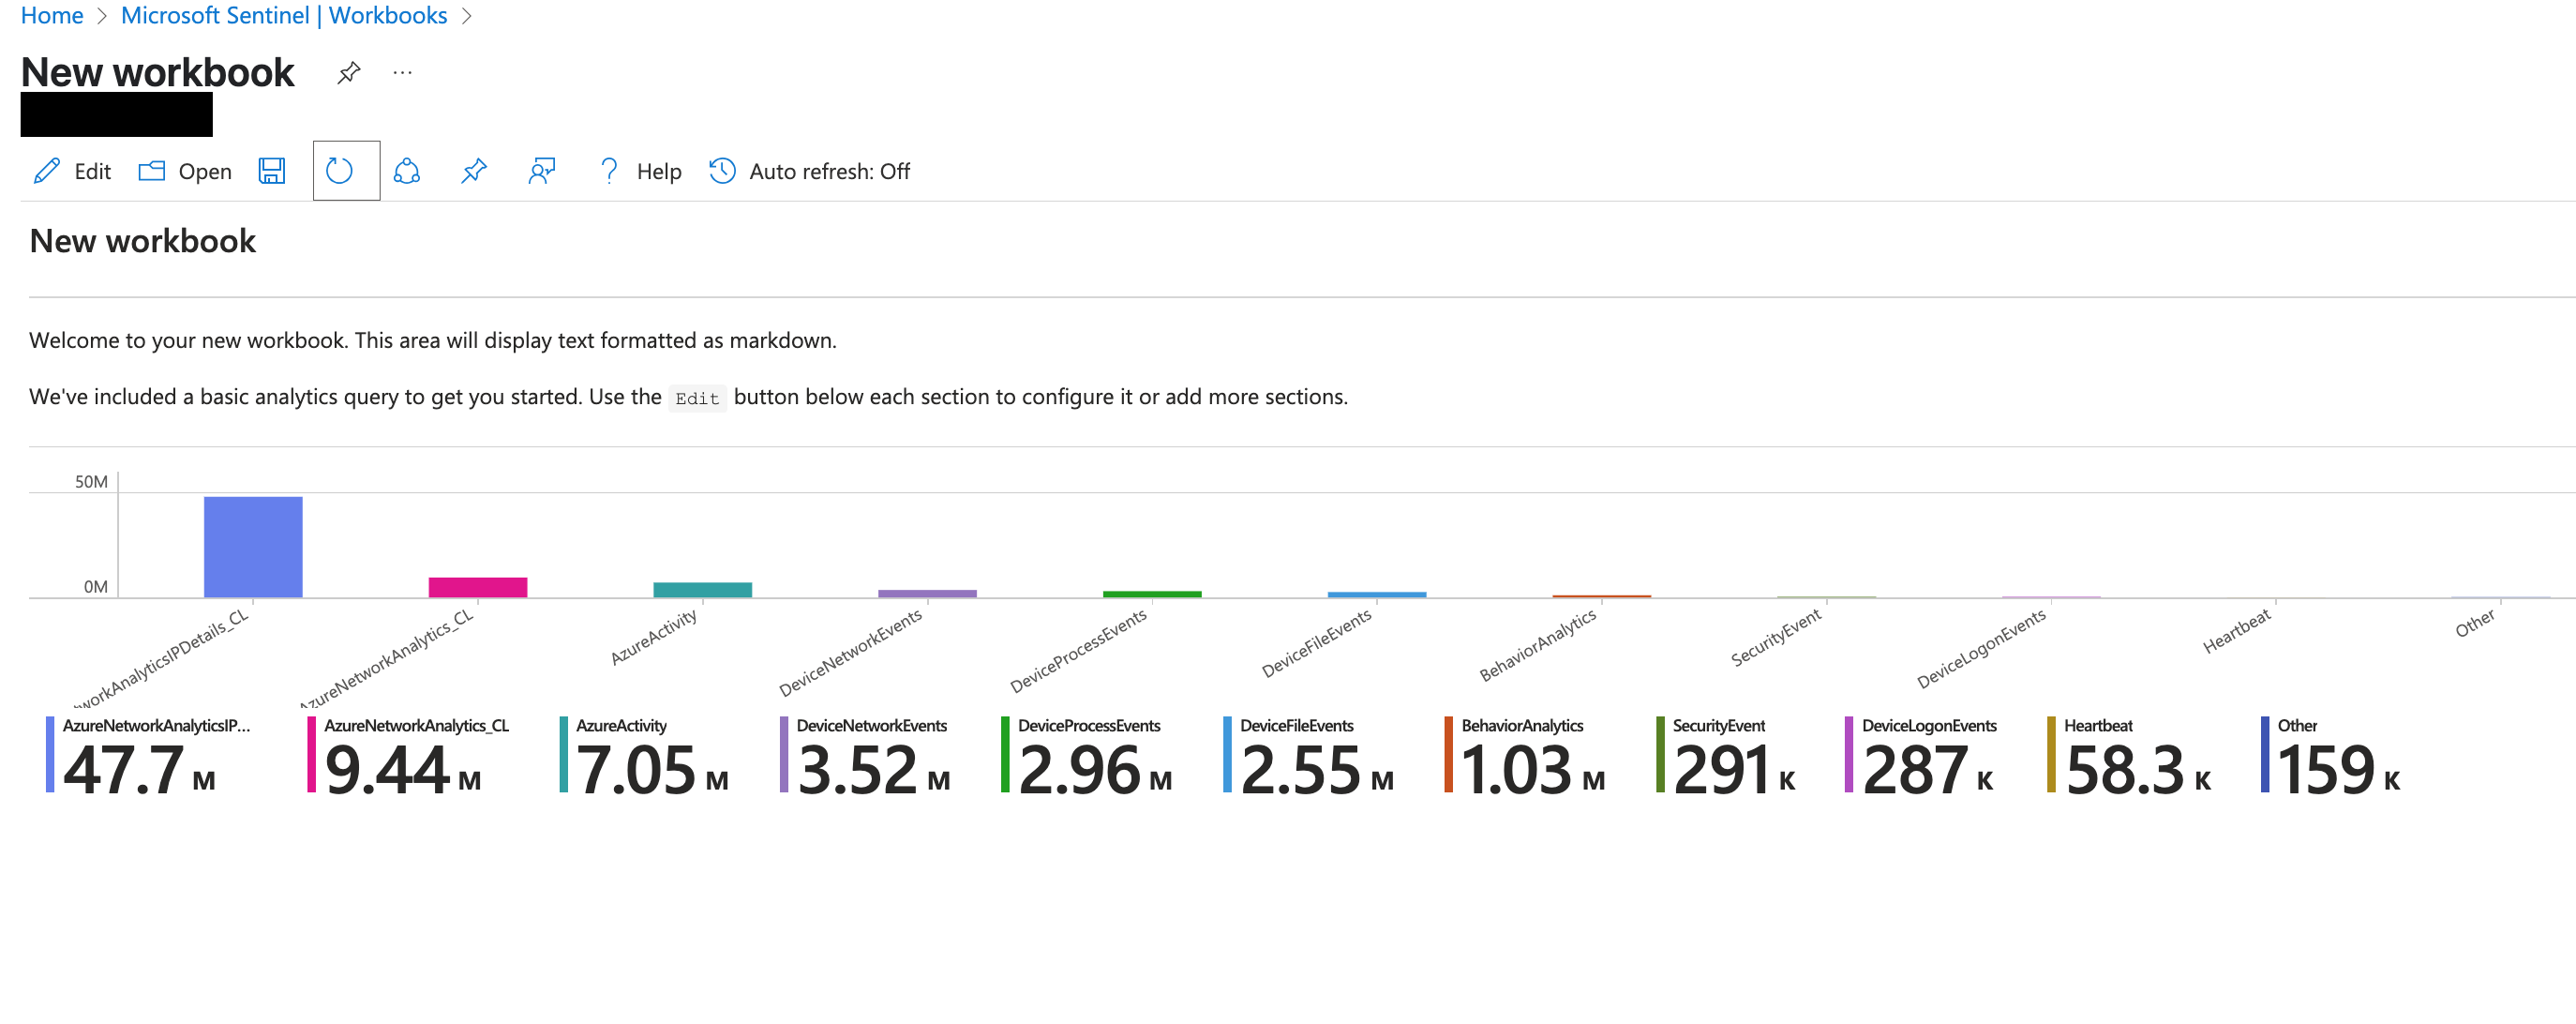 Home > Microsoft Sentinel | Workbooks >
New workbook
Edit Open Help Auto refresh: Off
New workbook
Welcome to your new workbook. This area will display text formatted as markdown.
We've included a basic analytics query to get you started. Use the Edit button below each section to configure it or add more sections.
50M
0M
tworkAnalyticsIPDetails_CL
AzureNetworkAnalytics_CL
AzureActivity
DeviceNetworkEvents
DeviceProcessEvents
DeviceFileEvents
BehaviorAnalytics
SecurityEvent
DeviceLogonEvents
Heartbeat
Other
AzureNetworkAnalyticsIP... AzureNetworkAnalytics_CL AzureActivity DeviceNetworkEvents DeviceProcessEvents DeviceFileEvents BehaviorAnalytics SecurityEvent DeviceLogonEvents Heartbeat Other
47.7 M 9.44 M 7.05 M 3.52 M 2.96 M 2.55 M 1.03 M 291 K 287 K 58.3 K 159 K